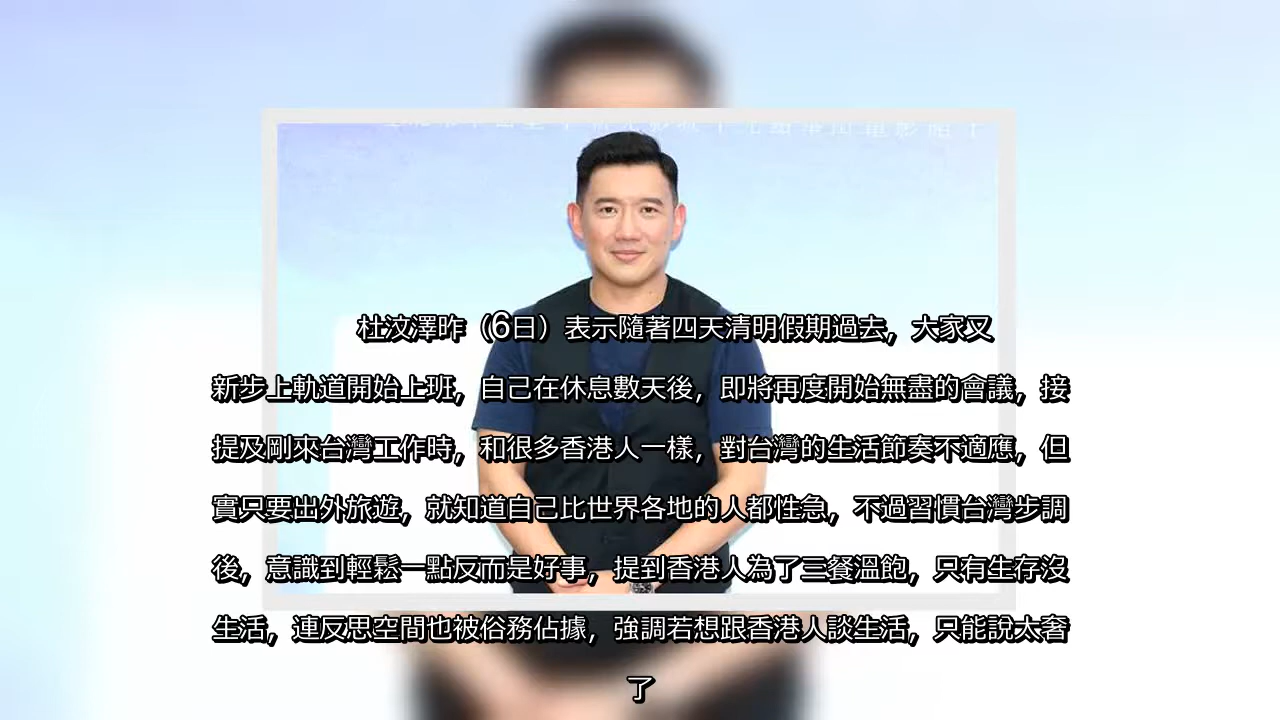 杜汶澤昨（6日）表示隨著四天清明假期過去，大家又
新步上軌道開始上班，自己在休息數天後，即將再度開始無盡的會議，接
提及剛來台灣工作時，和很多香港人一樣，對台灣的生活節奏不適應，但
實只要出外旅遊，就知道自己比世界各地的人都性急，不過習慣台灣步調
後，意識到輕鬆一點反而是好事，提到香港人為了三餐溫飽，只有生存沒
生活，連反思空間也被俗務佔據，強調若想跟香港人談生活，只能說太奢
了